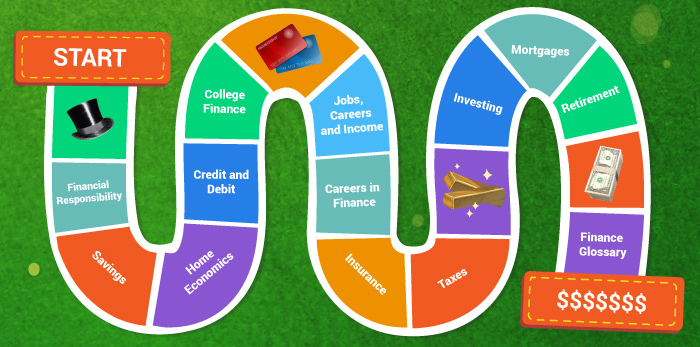 START
Financial
Responsibility
Savings
Home
Economics
Credit and
Debit
College
Finance
Jobs,
Careers
and Income
Careers in
Finance
Insurance
Taxes
Investing
Mortgages
Retirement
Finance
Glossary
$$$$$$$